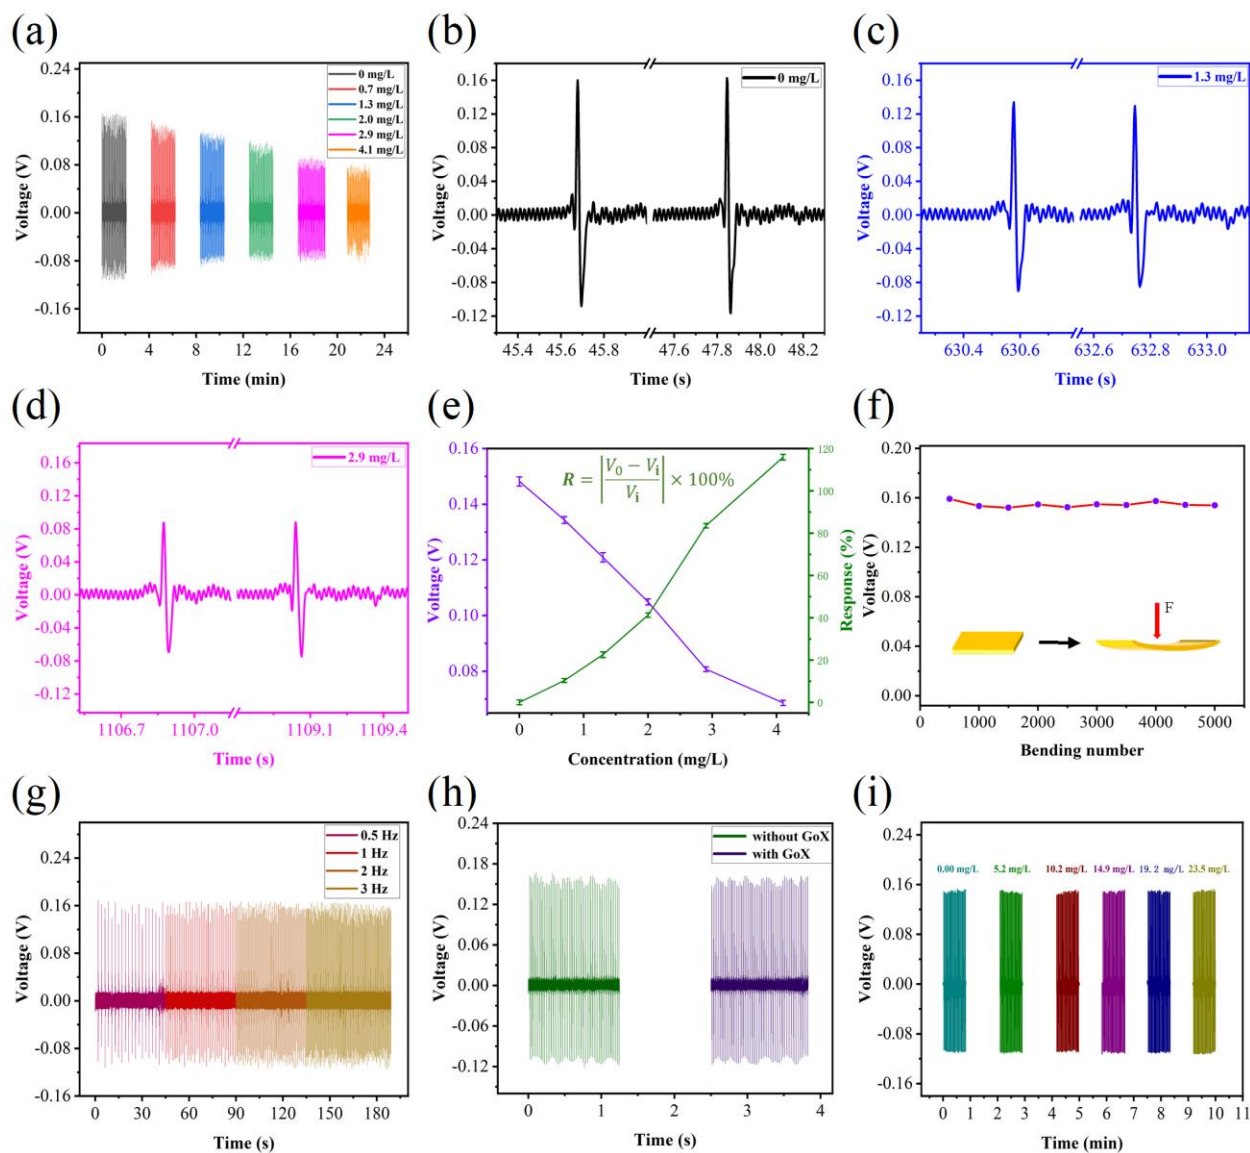 (a)
0.24
0.16
0.08
0.00
-0.08
-0.16
Voltage (V)
0 mg/L
0.7 mg/L
1.3 mg/L
2.0 mg/L
2.9 mg/L
4.1 mg/L
0 4 8 12 16 20 24
Time (min)
(b)
0.16
0.12
0.08
0.04
0.00
-0.04
-0.08
-0.12
Voltage (V)
0 mg/L
45.4 45.6 45.8 47.6 47.8 48.0 48.2
Time (s)
(c)
0.16
0.12
0.08
0.04
0.00
-0.04
-0.08
-0.12
Voltage (V)
1.3 mg/L
630.4 630.6 632.6 632.8 633.0
Time (s)
(d)
0.16
0.12
0.08
0.04
0.00
-0.04
-0.08
-0.12
Voltage (V)
2.9 mg/L
1106.7 1107.0 1109.1 1109.4
Time (s)
(e)
0.16
0.14
0.12
0.10
0.08
Voltage (V)
R = |V₀ − Vᵢ / Vᵢ| × 100%
120
100
80
60
40
20
0
Response (%)
0 1 2 3 4
Concentration (mg/L)
(f)
0.20
0.16
0.12
0.08
0.04
0.00
Voltage (V)
F
0 1000 2000 3000 4000 5000
Bending number
(g)
0.24
0.16
0.08
0.00
-0.08
-0.16
Voltage (V)
0.5 Hz
1 Hz
2 Hz
3 Hz
0 30 60 90 120 150 180
Time (s)
(h)
0.24
0.18
0.12
0.06
0.00
-0.06
-0.12
Voltage (V)
without GoX
with GoX
0 1 2 3 4
Time (s)
(i)
0.24
0.16
0.08
0.00
-0.08
-0.16
Voltage (V)
0.00 mg/L 5.2 mg/L 10.2 mg/L 14.9 mg/L 19.2 mg/L 23.5 mg/L
0 1 2 3 4 5 6 7 8 9 10 11
Time (min)